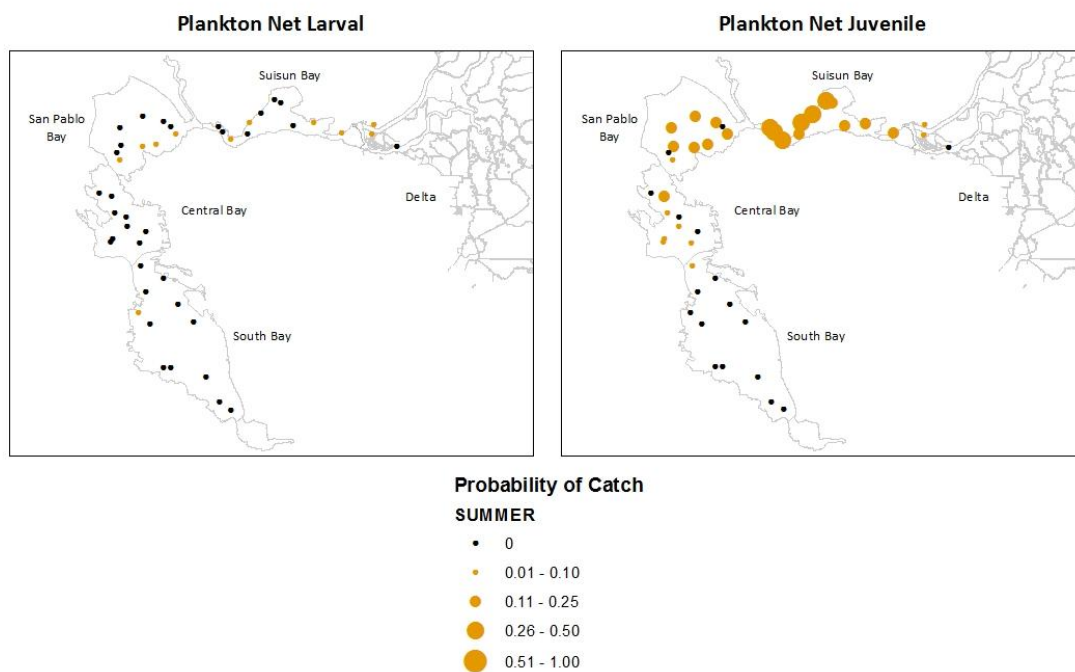 Plankton Net Larval
Suisun Bay
San Pablo
Bay
Central Bay
Delta
South Bay
Plankton Net Juvenile
Suisun Bay
San Pablo
Bay
Central Bay
Delta
South Bay
Probability of Catch
SUMMER
0
0.01 - 0.10
0.11 - 0.25
0.26 - 0.50
0.51 - 1.00